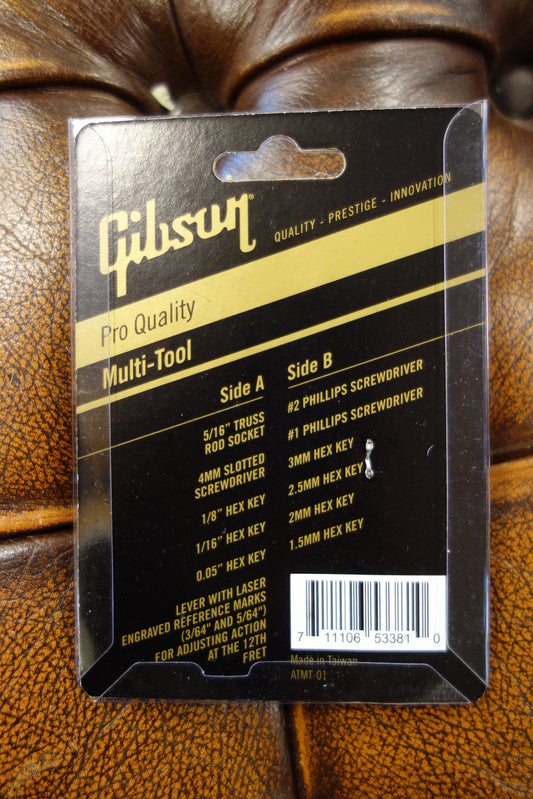 Gibson
QUALITY - PRESTIGE - INNOVATION
Pro Quality
Multi-Tool
Side A
5/16" TRUSS
ROD SOCKET
4MM SLOTTED
SCREWDRIVER
1/8" HEX KEY
1/16" HEX KEY
0.05" HEX KEY
LEVER WITH LASER
ENGRAVED REFERENCE MARKS
(3/64" AND 5/64")
FOR ADJUSTING ACTION
AT THE 12TH
FRET
Side B
#2 PHILLIPS SCREWDRIVER
#1 PHILLIPS SCREWDRIVER
3MM HEX KEY
2.5MM HEX KEY
2MM HEX KEY
1.5MM HEX KEY
7 11106 53381 0
Made in Taiwan
ATMT-01